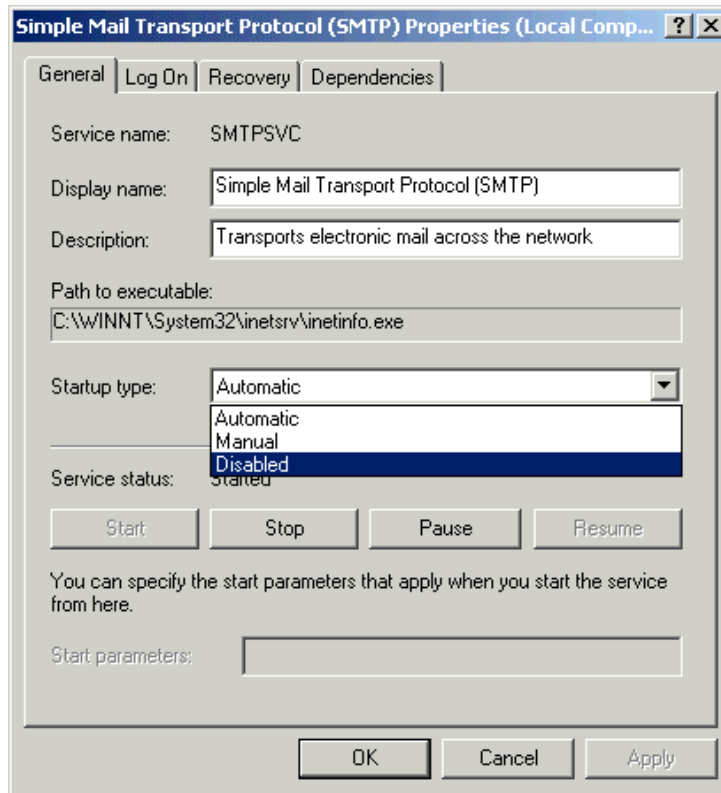 Simple Mail Transport Protocol (SMTP) Properties (Local Comp...
General Log On Recovery Dependencies
Service name: SMTPSVC
Display name: Simple Mail Transport Protocol (SMTP)
Description: Transports electronic mail across the network
Path to executable:
C:\WINNT\System32\inetsrv\inetinfo.exe
Startup type: Automatic
Automatic
Manual
Disabled
Service status: Started
Start Stop Pause Resume
You can specify the start parameters that apply when you start the service
from here.
Start parameters:
OK Cancel Apply